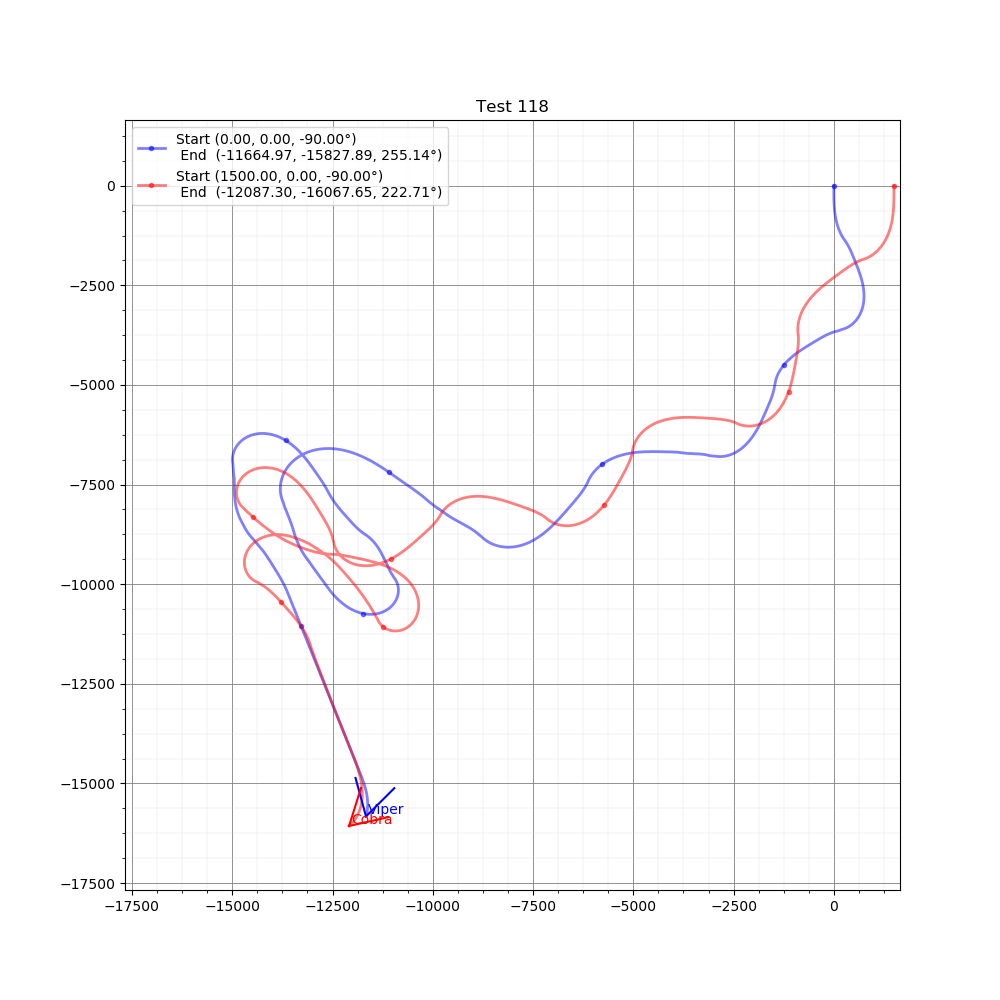 Test 118
Start (0.00, 0.00, -90.00°)
End (-11664.97, -15827.89, 255.14°)
Start (1500.00, 0.00, -90.00°)
End (-12087.30, -16067.65, 222.71°)
0
−2500
−5000
−7500
−10000
−12500
−15000
−17500
Viper
Cobra
−17500 −15000 −12500 −10000 −7500 −5000 −2500 0